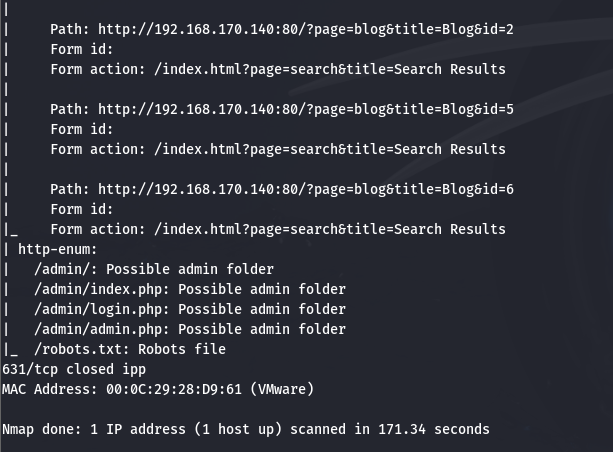 |
|     Path: http://192.168.170.140:80/?page=blog&title=Blog&id=2
|     Form id:
|     Form action: /index.html?page=search&title=Search Results
|
|     Path: http://192.168.170.140:80/?page=blog&title=Blog&id=5
|     Form id:
|     Form action: /index.html?page=search&title=Search Results
|
|     Path: http://192.168.170.140:80/?page=blog&title=Blog&id=6
|     Form id:
|_    Form action: /index.html?page=search&title=Search Results
| http-enum:
|   /admin/: Possible admin folder
|   /admin/index.php: Possible admin folder
|   /admin/login.php: Possible admin folder
|   /admin/admin.php: Possible admin folder
|_  /robots.txt: Robots file
631/tcp closed ipp
MAC Address: 00:0C:29:28:D9:61 (VMware)

Nmap done: 1 IP address (1 host up) scanned in 171.34 seconds